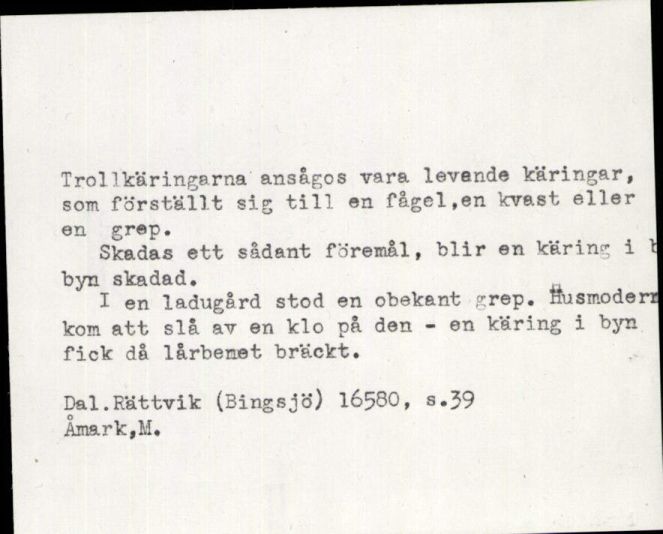 Trollkäringarna ansågos vara levande käringar,
som förställt sig till en fågel,en kvast eller
en grep.
Skadas ett sådant föremål, blir en käring i
byn skadad.
I en ladugård stod en obekant grep. Husmodern
kom att slå av en klo på den - en käring i byn
fick då lårbenet bräckt.
Dal.Rättvik (Bingsjö) 16580, s.39
Åmark,M.